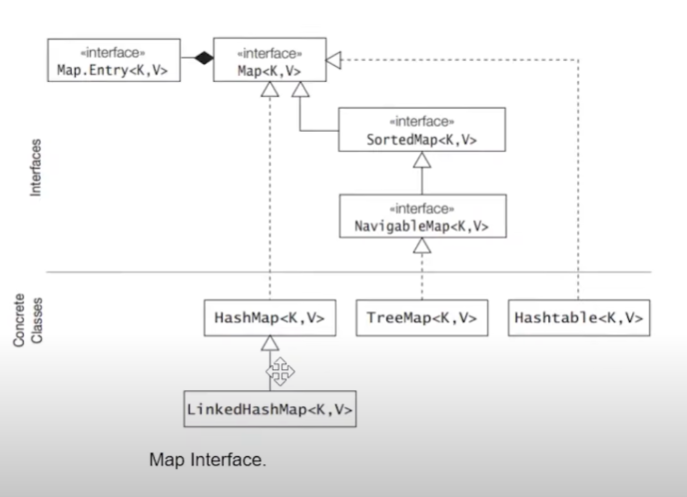 «interface»
Map.Entry<K,V>
«interface»
Map<K,V>
«interface»
SortedMap<K,V>
«interface»
NavigableMap<K,V>
Interfaces
Concrete
Classes
HashMap<K,V>
TreeMap<K,V>
Hashtable<K,V>
LinkedHashMap<K,V>
Map Interface.